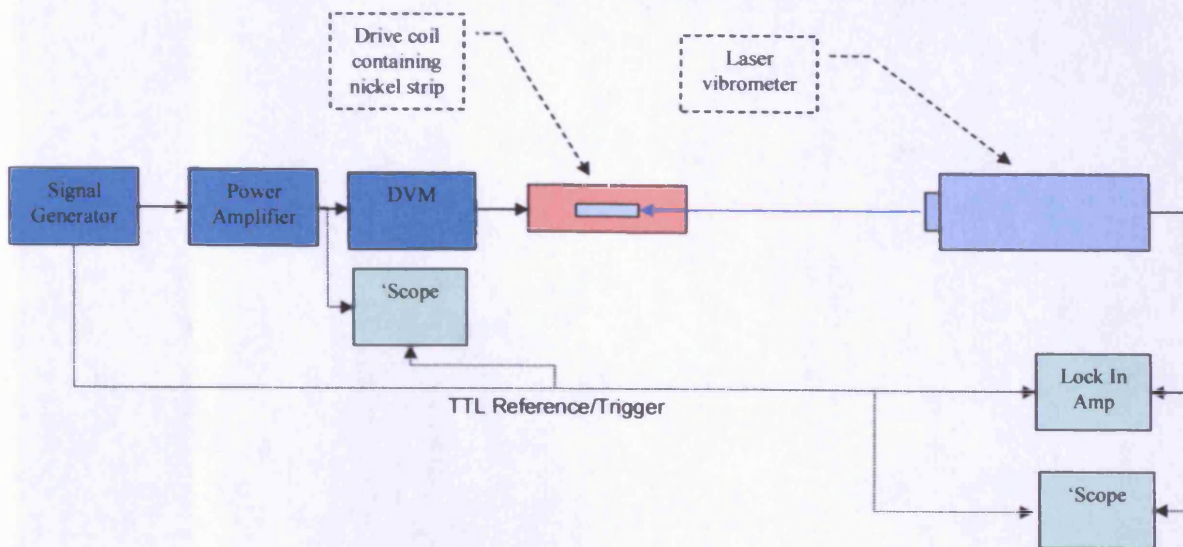 Drive coil
containing
nickel strip
Laser
vibrometer
Signal
Generator
Power
Amplifier
DVM
‘Scope
Lock In
Amp
TTL Reference/Trigger
‘Scope